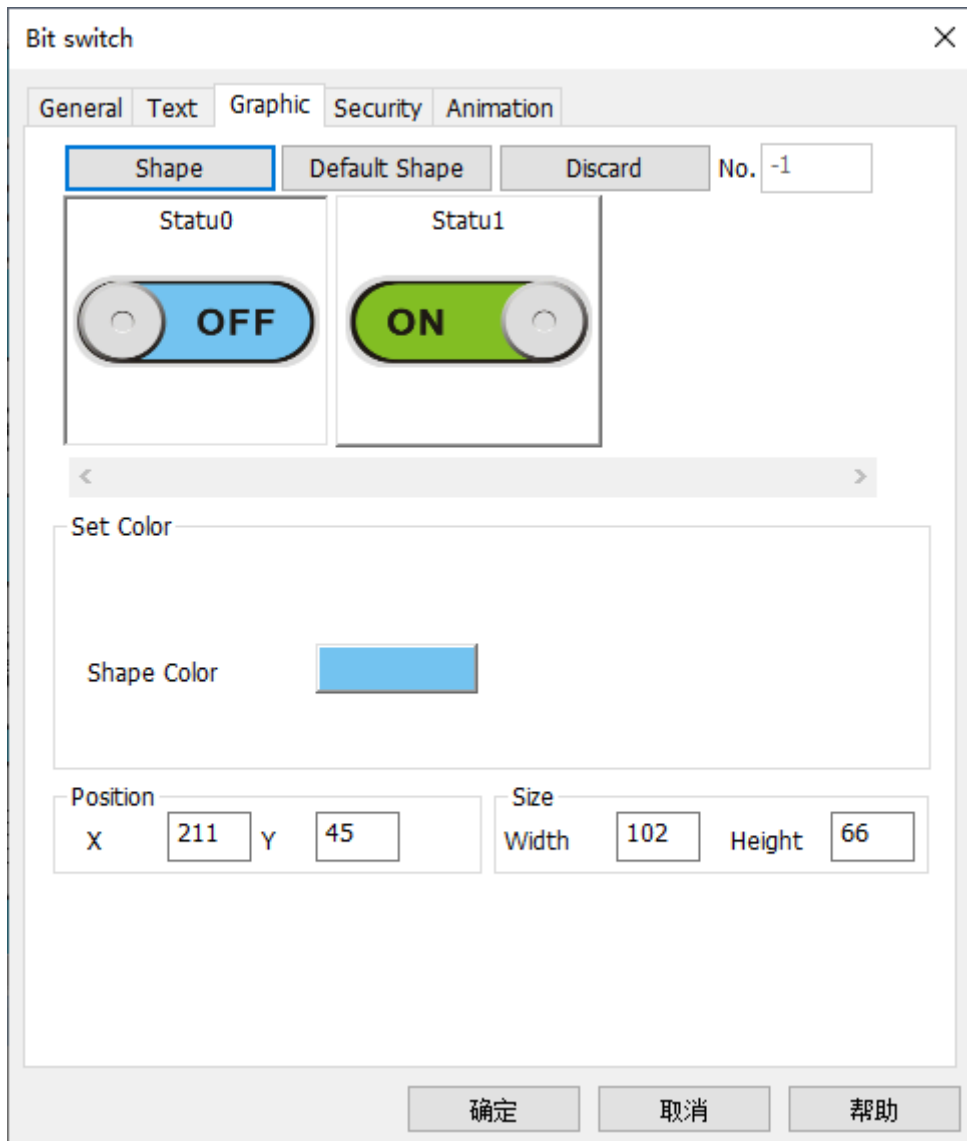 Bit switch
General Text Graphic Security Animation
Shape Default Shape Discard No. -1
Statu0 Statu1
OFF ON
Set Color
Shape Color
Position Size
X 211 Y 45 Width 102 Height 66
确定 取消 帮助